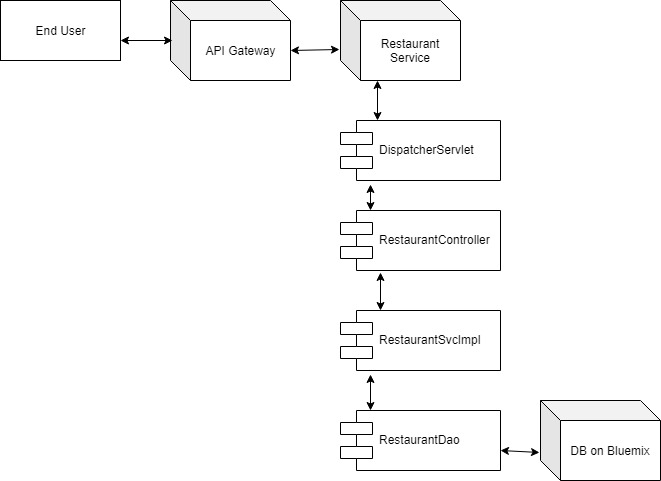 End User
API Gateway
Restaurant
Service
DispatcherServlet
RestaurantController
RestaurantSvcImpl
RestaurantDao
DB on Bluemix